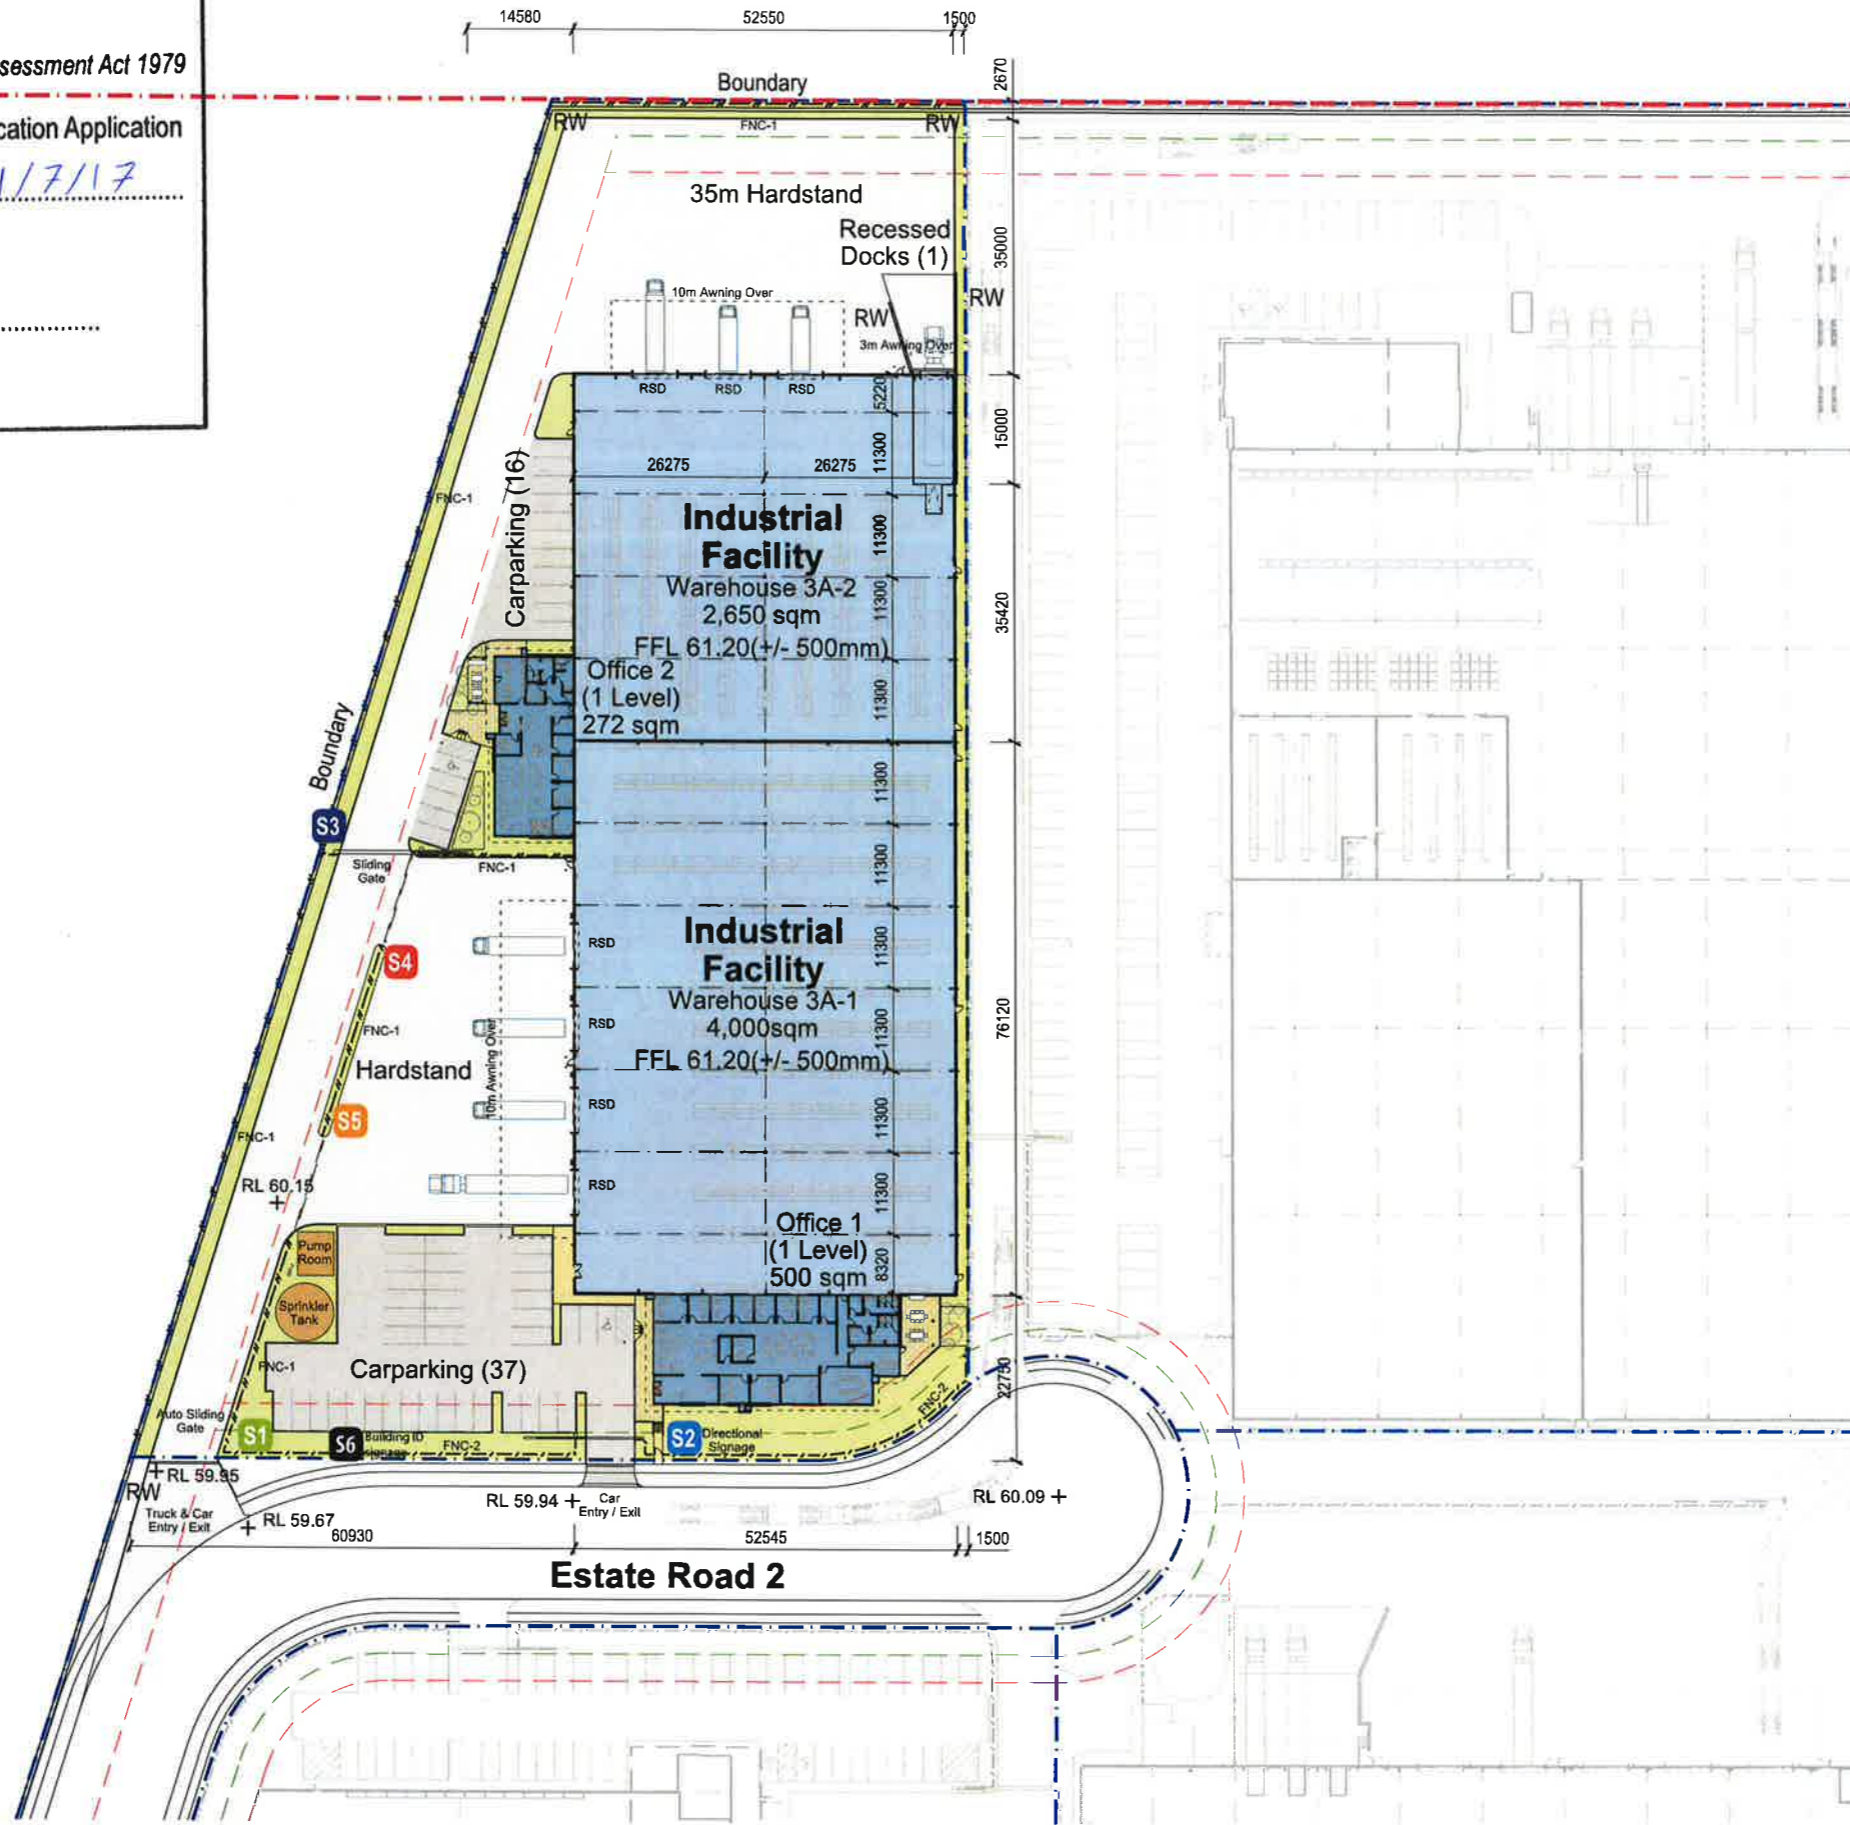 14580
52550
1500
sessment Act 1979
Boundary
2670
cation Application
RW
FNC-1
RW
1/7/17
35m Hardstand
Recessed
Docks (1)
35000
RW
10m Awning Over
RW
3m Awning Over
RSD
RSD
RSD
5220
15000
11300
26275
26275
Carparking (16)
FNC-1
Industrial
Facility
Warehouse 3A-2
2,650 sqm
FFL 61.20(+/- 500mm)
11300
11300
11300
35420
Office 2
(1 Level)
272 sqm
Boundary
S3
Sliding
Gate
FNC-1
11300
11300
11300
11300
11300
11300
8320
76120
RSD
RSD
RSD
RSD
Industrial
Facility
Warehouse 3A-1
4,000sqm
FFL 61.20(+/- 500mm)
S4
FNC-1
Hardstand
10m Awning Over
S5
FNC-1
RL 60.15
Office 1
(1 Level)
500 sqm
Pump
Room
Sprinkler
Tank
FNC-1
Carparking (37)
22750
FNC-2
Auto Sliding
Gate
S1
S6
Building ID
signage
FNC-2
S2
Directional
Signage
RL 59.95
RW
Truck & Car
Entry / Exit
RL 59.67
RL 59.94
Car
Entry / Exit
RL 60.09
60930
52545
1500
Estate Road 2